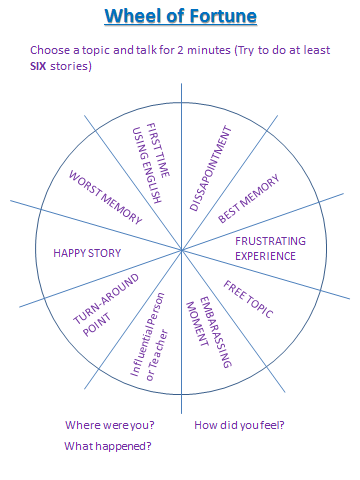 Wheel of Fortune
Choose a topic and talk for 2 minutes (Try to do at least
SIX stories)
FIRST TIME
USING ENGLISH
DISSAPOINTMENT
WORST MEMORY
BEST MEMORY
HAPPY STORY
FRUSTRATING
EXPERIENCE
TURN-AROUND
POINT
FREE TOPIC
Influential Person
or Teacher
EMBARASSING
MOMENT
Where were you?
How did you feel?
What happened?